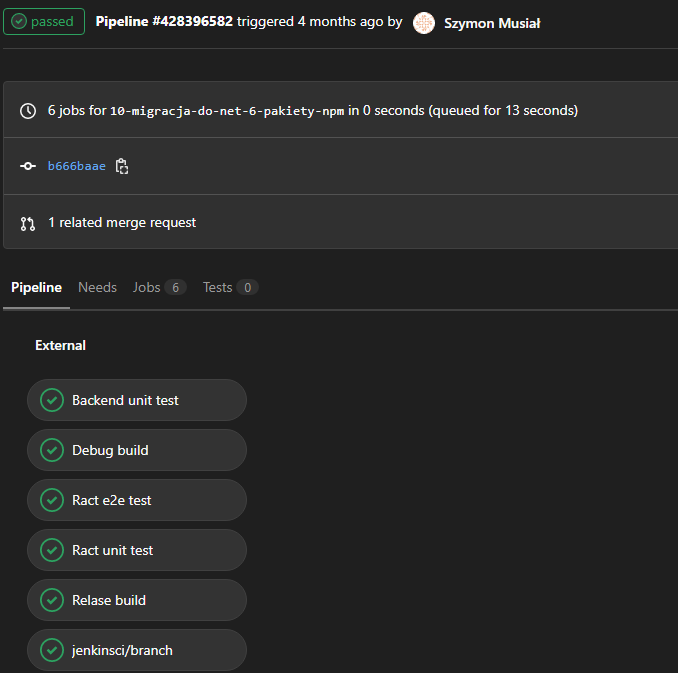 passed Pipeline #428396582 triggered 4 months ago by Szymon Musiał
6 jobs for 10-migracja-do-net-6-pakiety-npm in 0 seconds (queued for 13 seconds)
b666baae
1 related merge request
Pipeline Needs Jobs 6 Tests 0
External
Backend unit test
Debug build
Ract e2e test
Ract unit test
Relase build
jenkinsci/branch